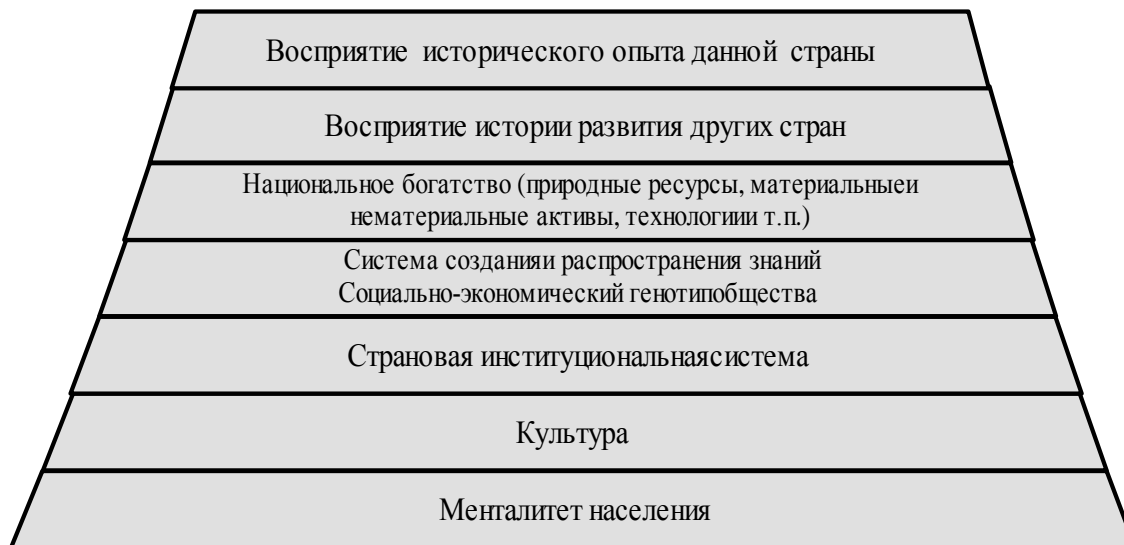 Восприятие исторического опыта данной страны
Восприятие истории развития других стран
Национальное богатство (природные ресурсы, материальныеи
нематериальные активы, технологиии т.п.)
Система созданияи распространения знаний
Социально-экономический генотипобщества
Страновая институциональнаясистема
Культура
Менталитет населения